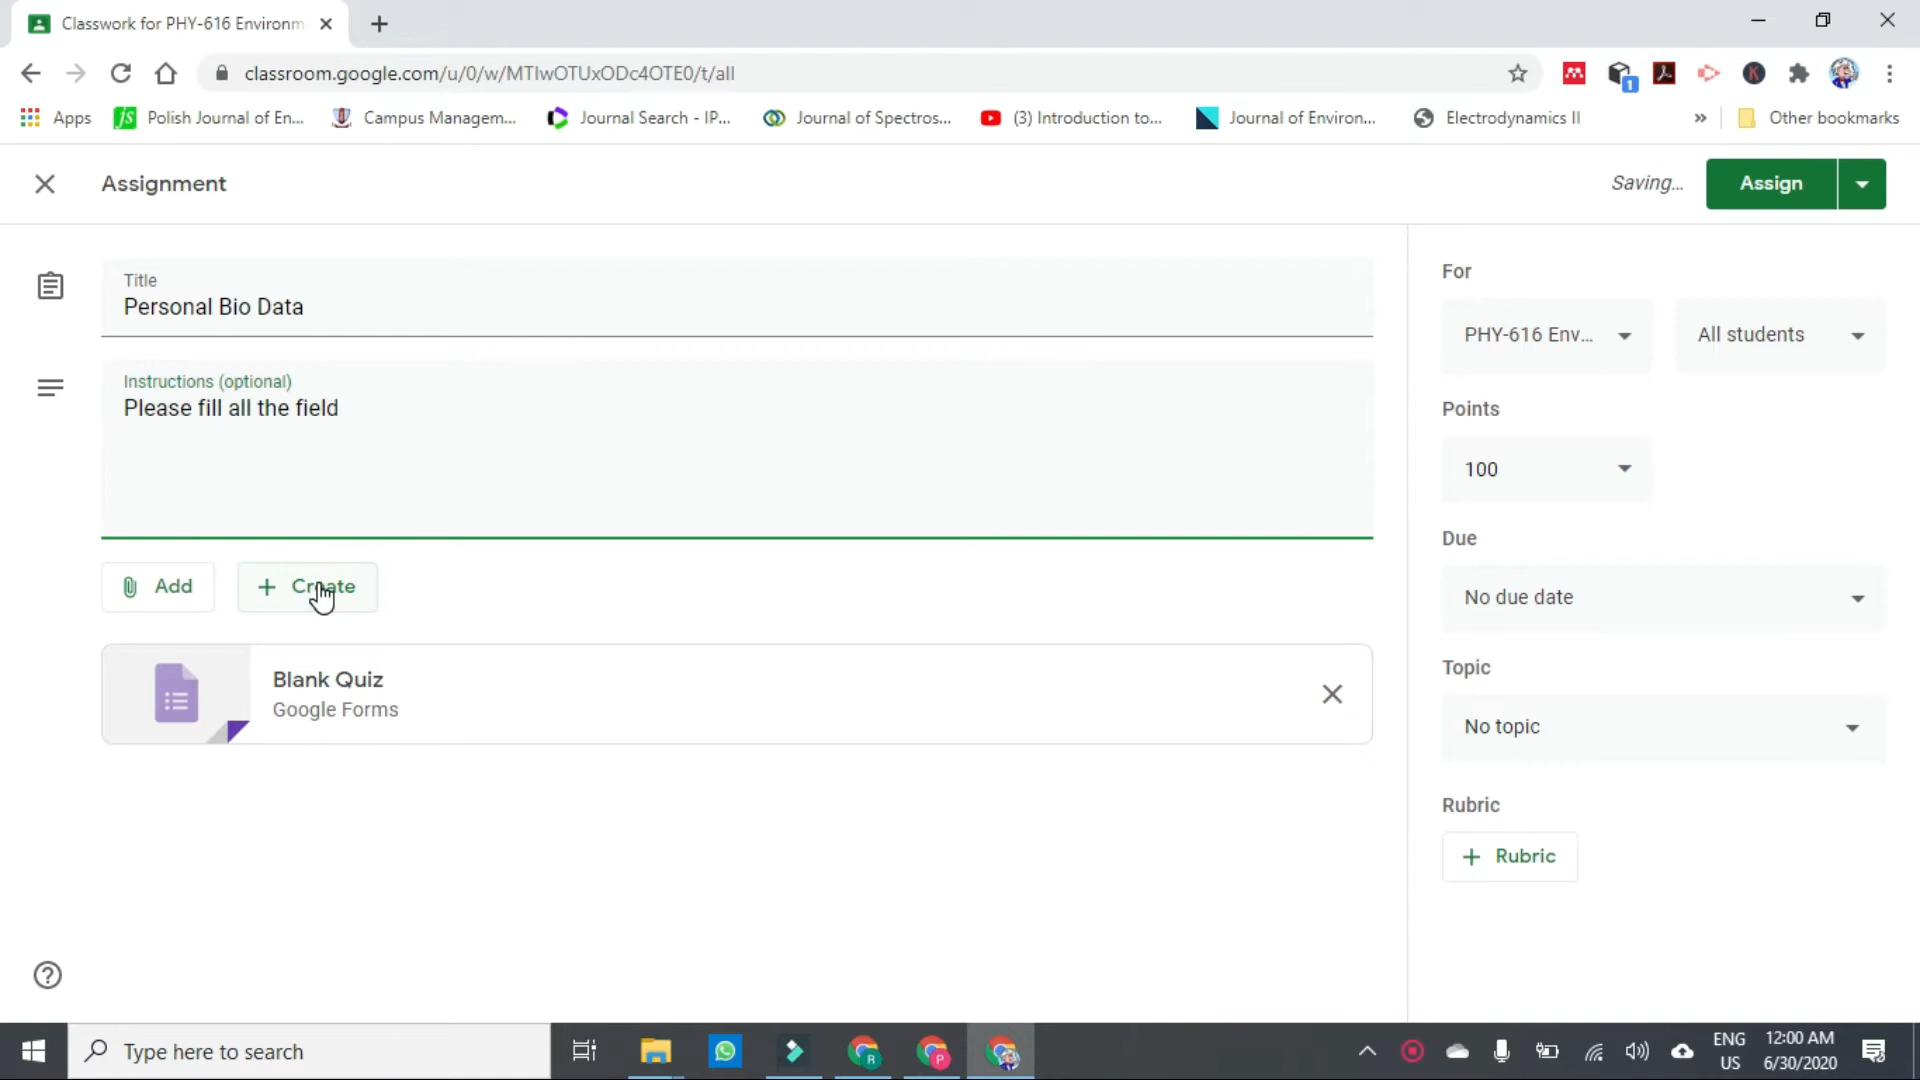 Classwork for PHY-616 Environm
classroom.google.com/u/0/w/MTIwOTUxODc4OTE0/t/all
Apps
Polish Journal of En...
Campus Managem...
Journal Search - IP...
Journal of Spectros...
(3) Introduction to...
Journal of Environ...
Electrodynamics II
»
Other bookmarks
Assignment
Saving...
Assign
Title
Personal Bio Data
Instructions (optional)
Please fill all the field
Add
+ Create
Blank Quiz
Google Forms
For
PHY-616 Env...
All students
Points
100
Due
No due date
Topic
No topic
Rubric
+ Rubric
Type here to search
ENG
US
12:00 AM
6/30/2020